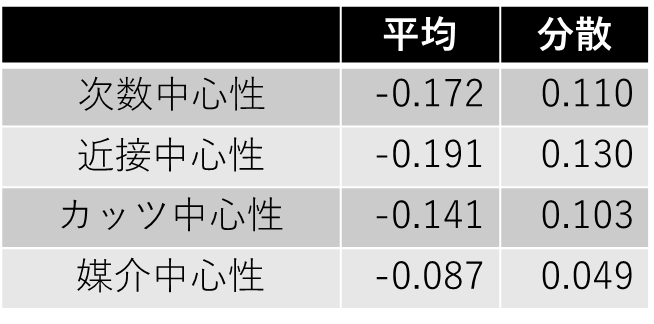 平均 分散
次数中心性 -0.172 0.110
近接中心性 -0.191 0.130
カッツ中心性 -0.141 0.103
媒介中心性 -0.087 0.049